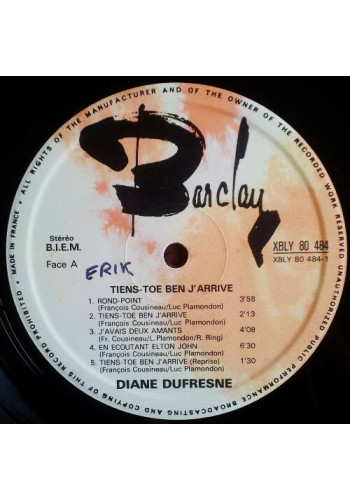 • ALL RIGHTS OF THE MANUFACTURER AND OF THE OWNER OF THE RECORDED WORK RESERVED • UNAUTHORIZED PUBLIC PERFORMANCE BROADCASTING AND COPYING OF THIS RECORD PROHIBITED • MADE IN FRANCE
Barclay
Stéréo
B.I.E.M.
Face A
XBLY 80 484
XBLY 80 484-1
ERIK
TIENS-TOE BEN J'ARRIVE
1. ROND-POINT 3'58
(François Cousineau/Luc Plamondon)
2. TIENS-TOE BEN J'ARRIVE 2'13
(François Cousineau/Luc Plamondon)
3. J'AVAIS DEUX AMANTS 4'08
(Fr. Cousineau/L. Plamondon/R. Ring)
4. EN ECOUTANT ELTON JOHN 6'30
(François Cousineau/Luc Plamondon)
5. TIENS-TOE BEN J'ARRIVE (Reprise) 1'30
(François Cousineau/Luc Plamondon)
DIANE DUFRESNE